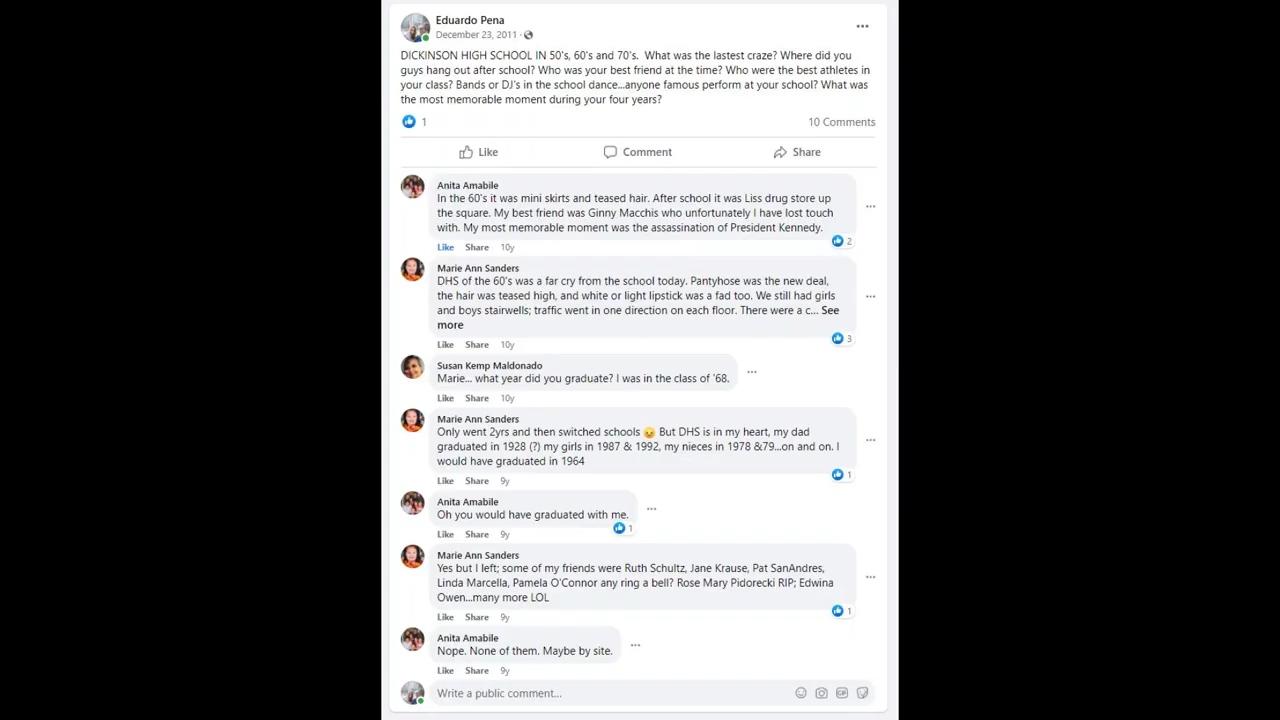 Eduardo Pena
December 23, 2011 ·
DICKINSON HIGH SCHOOL IN 50's, 60's and 70's. What was the lastest craze? Where did you
guys hang out after school? Who was your best friend at the time? Who were the best athletes in
your class? Bands or DJ's in the school dance...anyone famous perform at your school? What was
the most memorable moment during your four years?
1
10 Comments
Like
Comment
Share
Anita Amabile
In the 60's it was mini skirts and teased hair. After school it was Liss drug store up
the square. My best friend was Ginny Macchis who unfortunately I have lost touch
with. My most memorable moment was the assassination of President Kennedy.
2
Like Share 10y
Marie Ann Sanders
DHS of the 60's was a far cry from the school today. Pantyhose was the new deal,
the hair was teased high, and white or light lipstick was a fad too. We still had girls
and boys stairwells; traffic went in one direction on each floor. There were a c... See
more
3
Like Share 10y
Susan Kemp Maldonado
Marie... what year did you graduate? I was in the class of '68.
Like Share 10y
Marie Ann Sanders
Only went 2yrs and then switched schools 😉 But DHS is in my heart, my dad
graduated in 1928 (?) my girls in 1987 & 1992, my nieces in 1978 &79...on and on. I
would have graduated in 1964
1
Like Share 9y
Anita Amabile
Oh you would have graduated with me.
1
Like Share 9y
Marie Ann Sanders
Yes but I left; some of my friends were Ruth Schultz, Jane Krause, Pat SanAndres,
Linda Marcella, Pamela O'Connor any ring a bell? Rose Mary Pidorecki RIP; Edwina
Owen...many more LOL
1
Like Share 9y
Anita Amabile
Nope. None of them. Maybe by site.
Like Share 9y
Write a public comment...
GIF